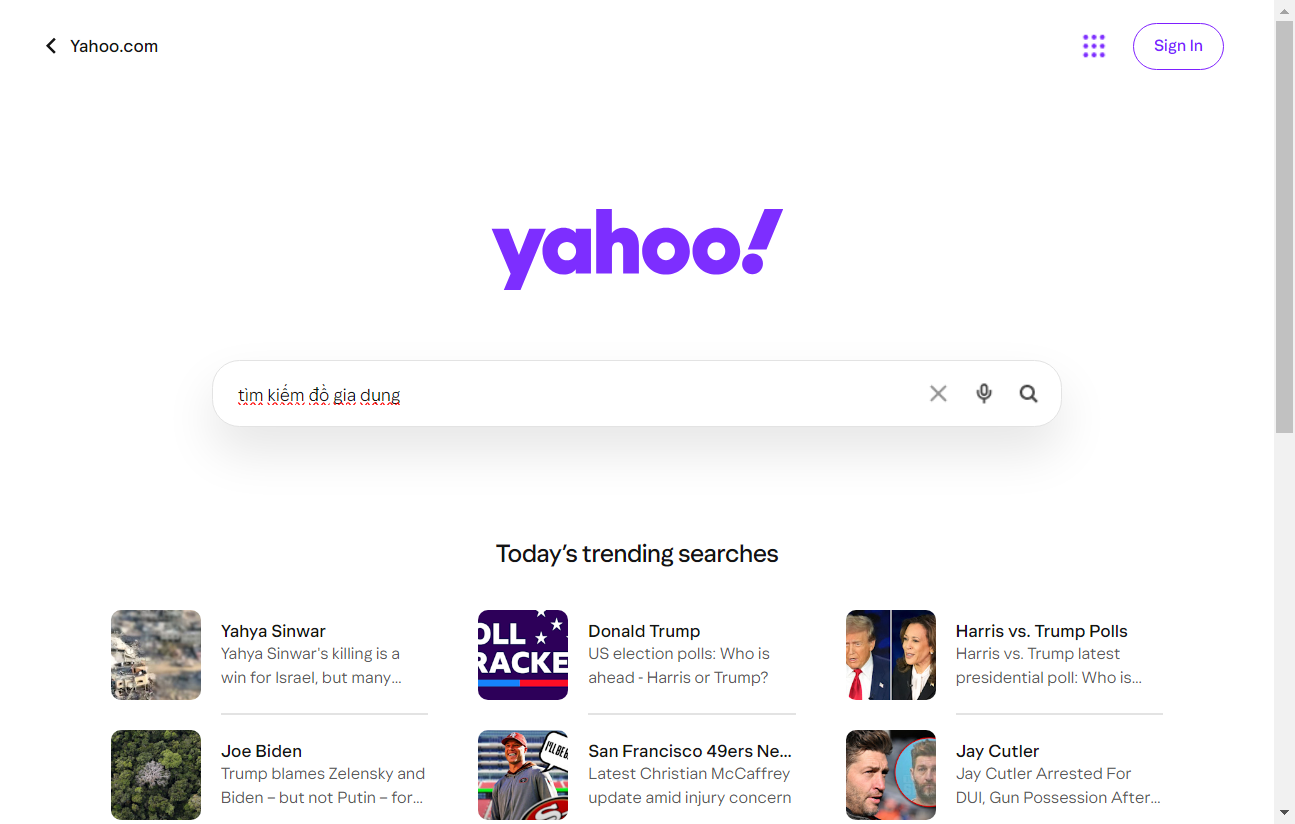 Yahoo.com
Sign In
yahoo!
tìm kiếm đồ gia dụng
Today's trending searches
OLL
RACKE
Yahya Sinwar
Yahya Sinwar's killing is a
win for Israel, but many...
Donald Trump
US election polls: Who is
ahead - Harris or Trump?
Harris vs. Trump Polls
Harris vs. Trump latest
presidential poll: Who is...
I'LL BE B
Joe Biden
Trump blames Zelensky and
Biden – but not Putin – for...
San Francisco 49ers Ne...
Latest Christian McCaffrey
update amid injury concern
Jay Cutler
Jay Cutler Arrested For
DUI, Gun Possession After...